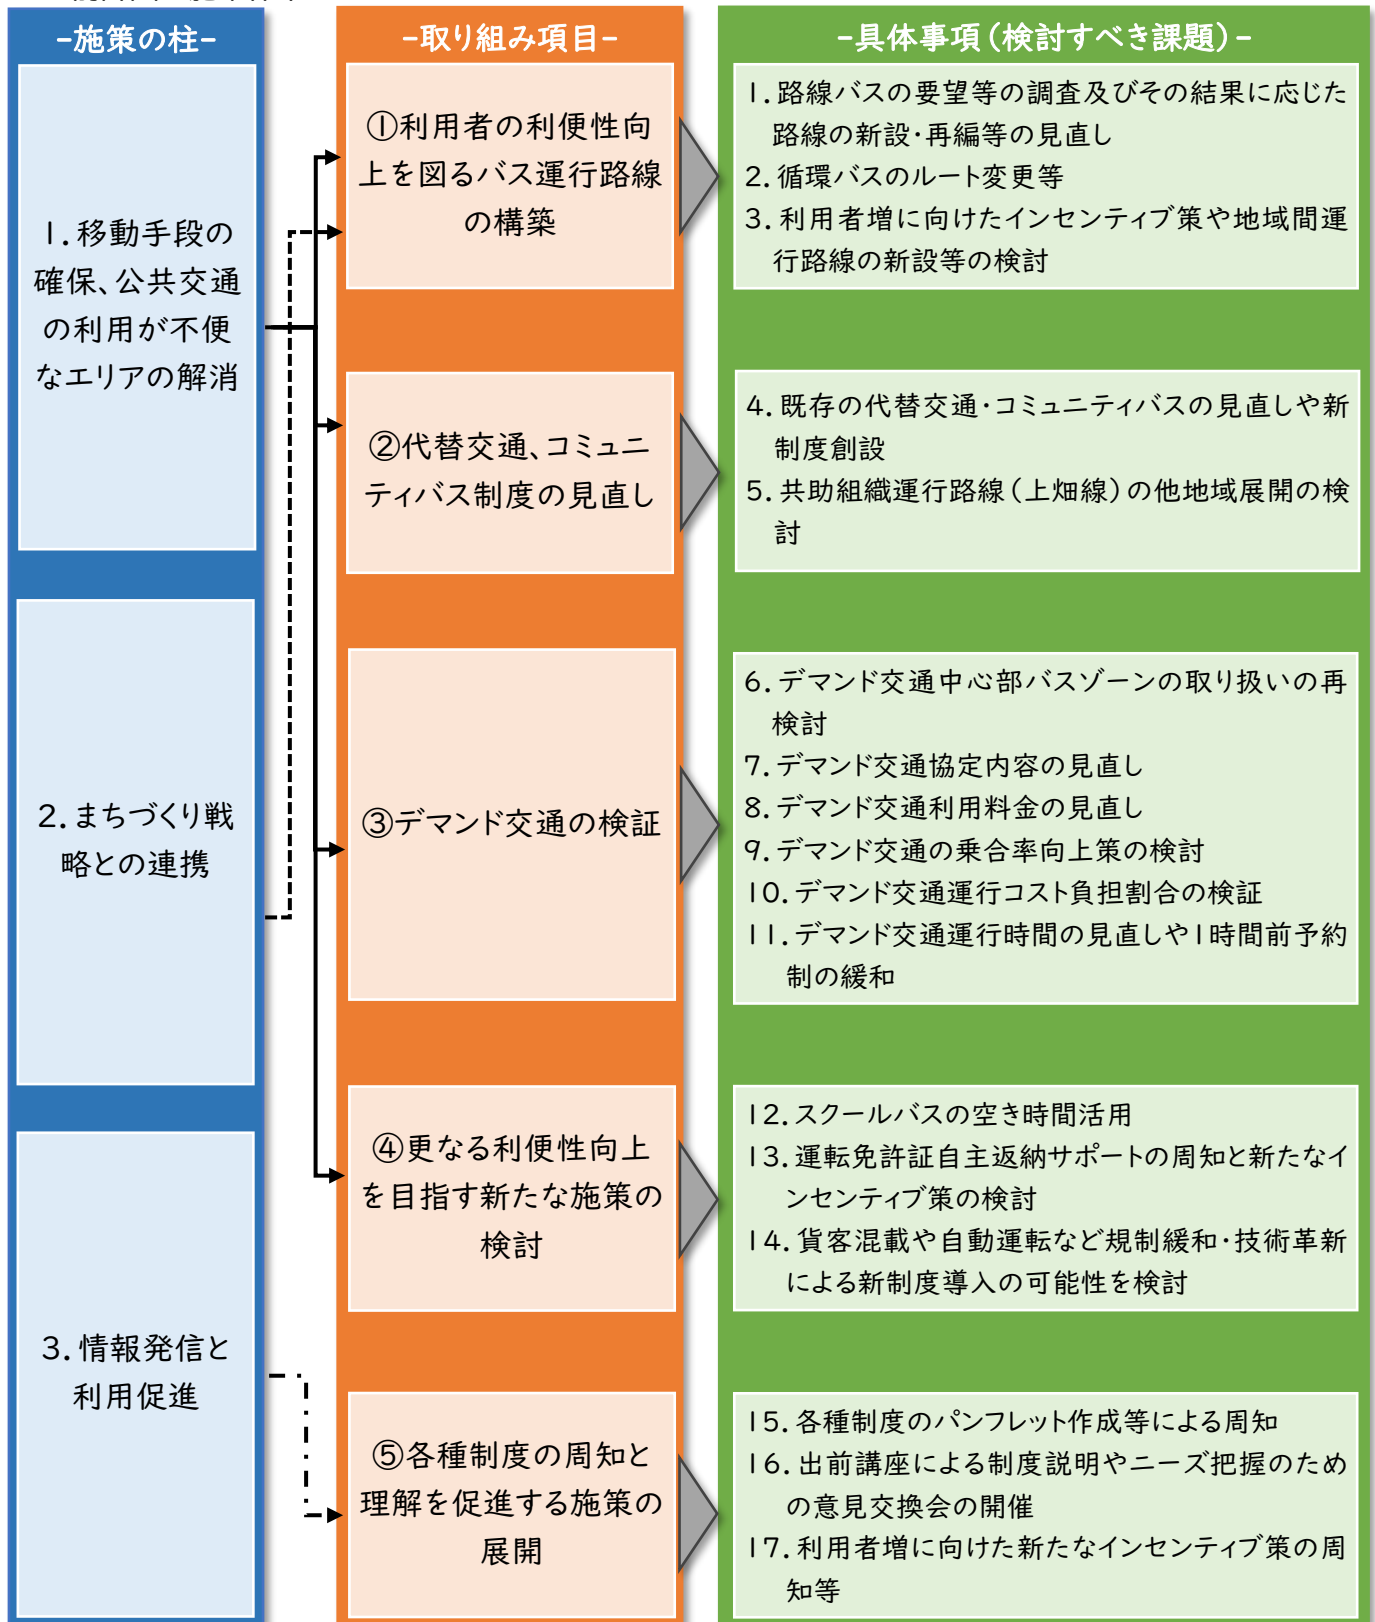 -施策の柱-
1.移動手段の
確保、公共交通
の利用が不便
なエリアの解消
2.まちづくり戦
略との連携
3.情報発信と
利用促進
-取り組み項目-
①利用者の利便性向
上を図るバス運行路線
の構築
②代替交通、コミュニ
ティバス制度の見直し
③デマンド交通の検証
④更なる利便性向上
を目指す新たな施策の
検討
⑤各種制度の周知と
理解を促進する施策の
展開
-具体事項(検討すべき課題)-
1.路線バスの要望等の調査及びその結果に応じた
路線の新設・再編等の見直し
2.循環バスのルート変更等
3.利用者増に向けたインセンティブ策や地域間運
行路線の新設等の検討
4.既存の代替交通・コミュニティバスの見直しや新
制度創設
5.共助組織運行路線(上畑線)の他地域展開の検
討
6.デマンド交通中心部バスゾーンの取り扱いの再
検討
7.デマンド交通協定内容の見直し
8.デマンド交通利用料金の見直し
9.デマンド交通の乗合率向上策の検討
10.デマンド交通運行コスト負担割合の検証
11.デマンド交通運行時間の見直しや1時間前予約
制の緩和
12.スクールバスの空き時間活用
13.運転免許証自主返納サポートの周知と新たなイ
ンセンティブ策の検討
14.貨客混載や自動運転など規制緩和・技術革新
による新制度導入の可能性を検討
15.各種制度のパンフレット作成等による周知
16.出前講座による制度説明やニーズ把握のため
の意見交換会の開催
17.利用者増に向けた新たなインセンティブ策の周
知等